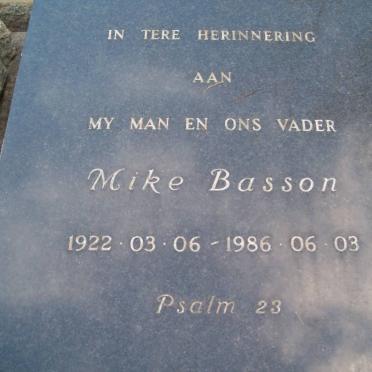 IN TERE HERINNERING
AAN
MY MAN EN ONS VADER
Mike Basson
1922 · 03 · 06 - 1986 · 06 · 03
Psalm 23